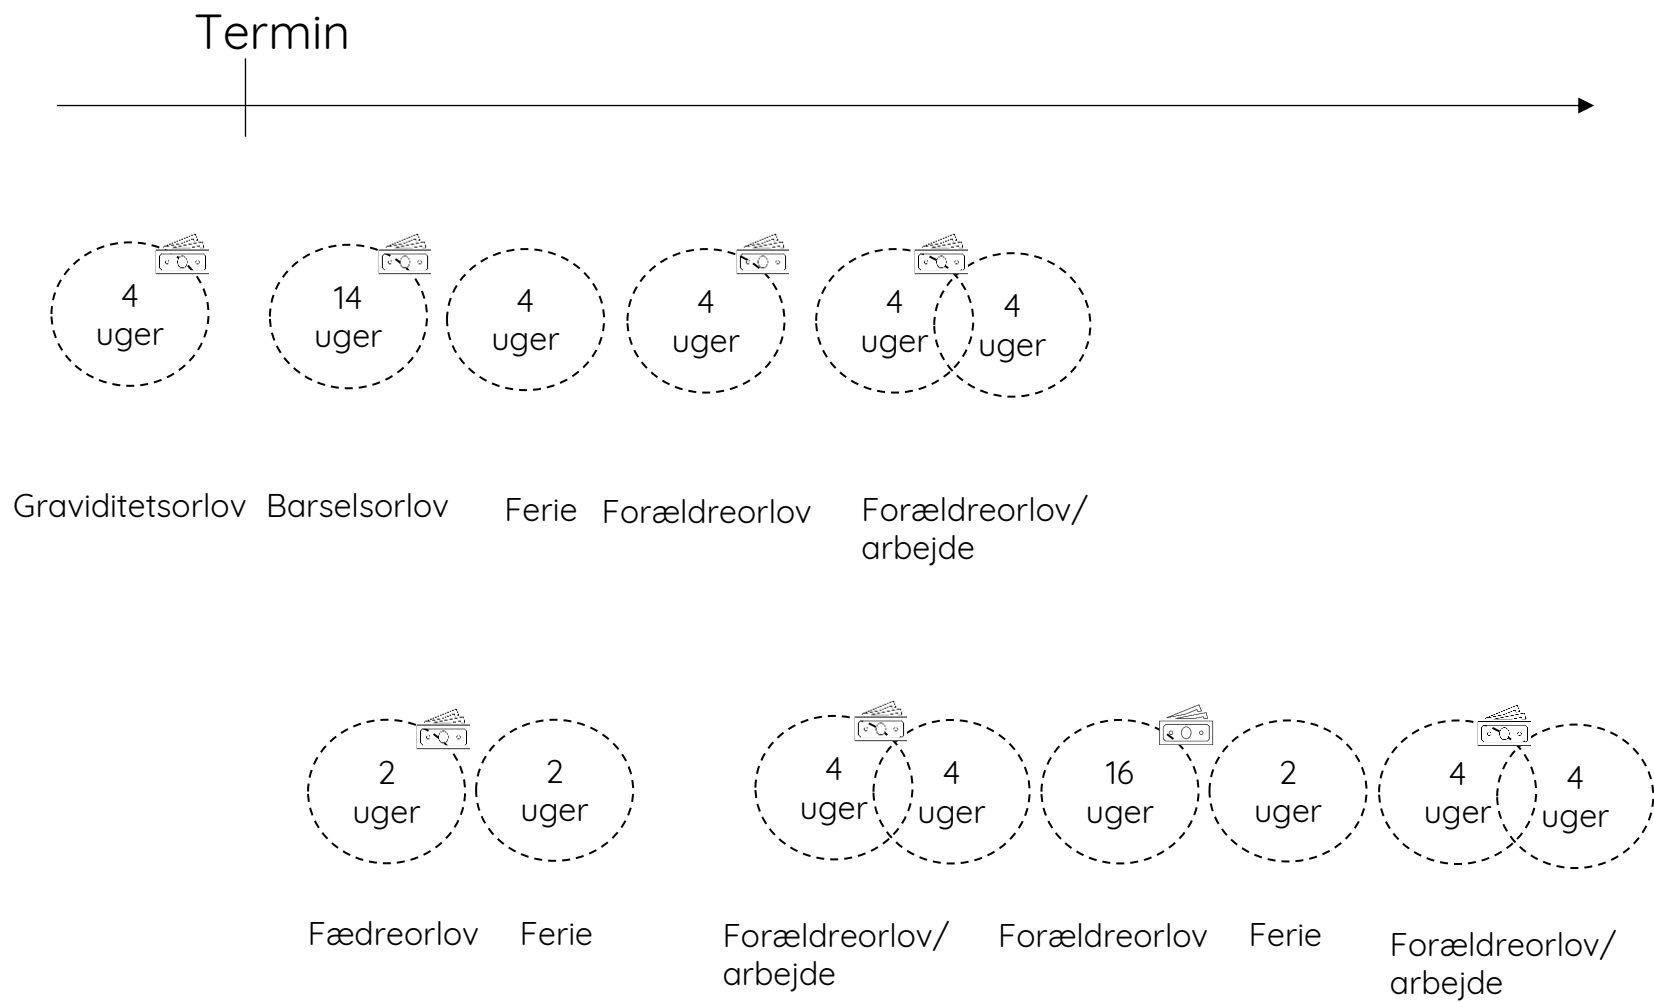 Termin
4
uger
14
uger
4
uger
4
uger
4
uger
4
uger
Graviditetsorlov
Barselsorlov
Ferie
Forældreorlov
Forældreorlov/
arbejde
2
uger
2
uger
4
uger
4
uger
16
uger
2
uger
4
uger
4
uger
Fædreorlov
Ferie
Forældreorlov/
arbejde
Forældreorlov
Ferie
Forældreorlov/
arbejde